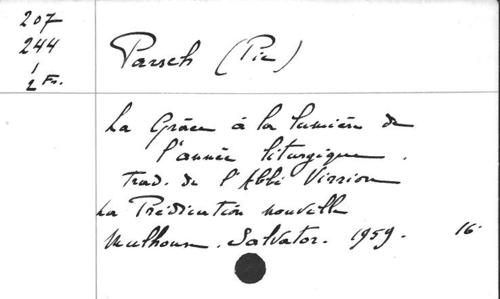 207
244
1
2 Fr.
Parsch (Pie)
La Grâce à la lumière de
l'année liturgique.
Trad. de l'Abbé Virrion
La Prédication nouvelle
Mulhouse. Salvator. 1959. 16°